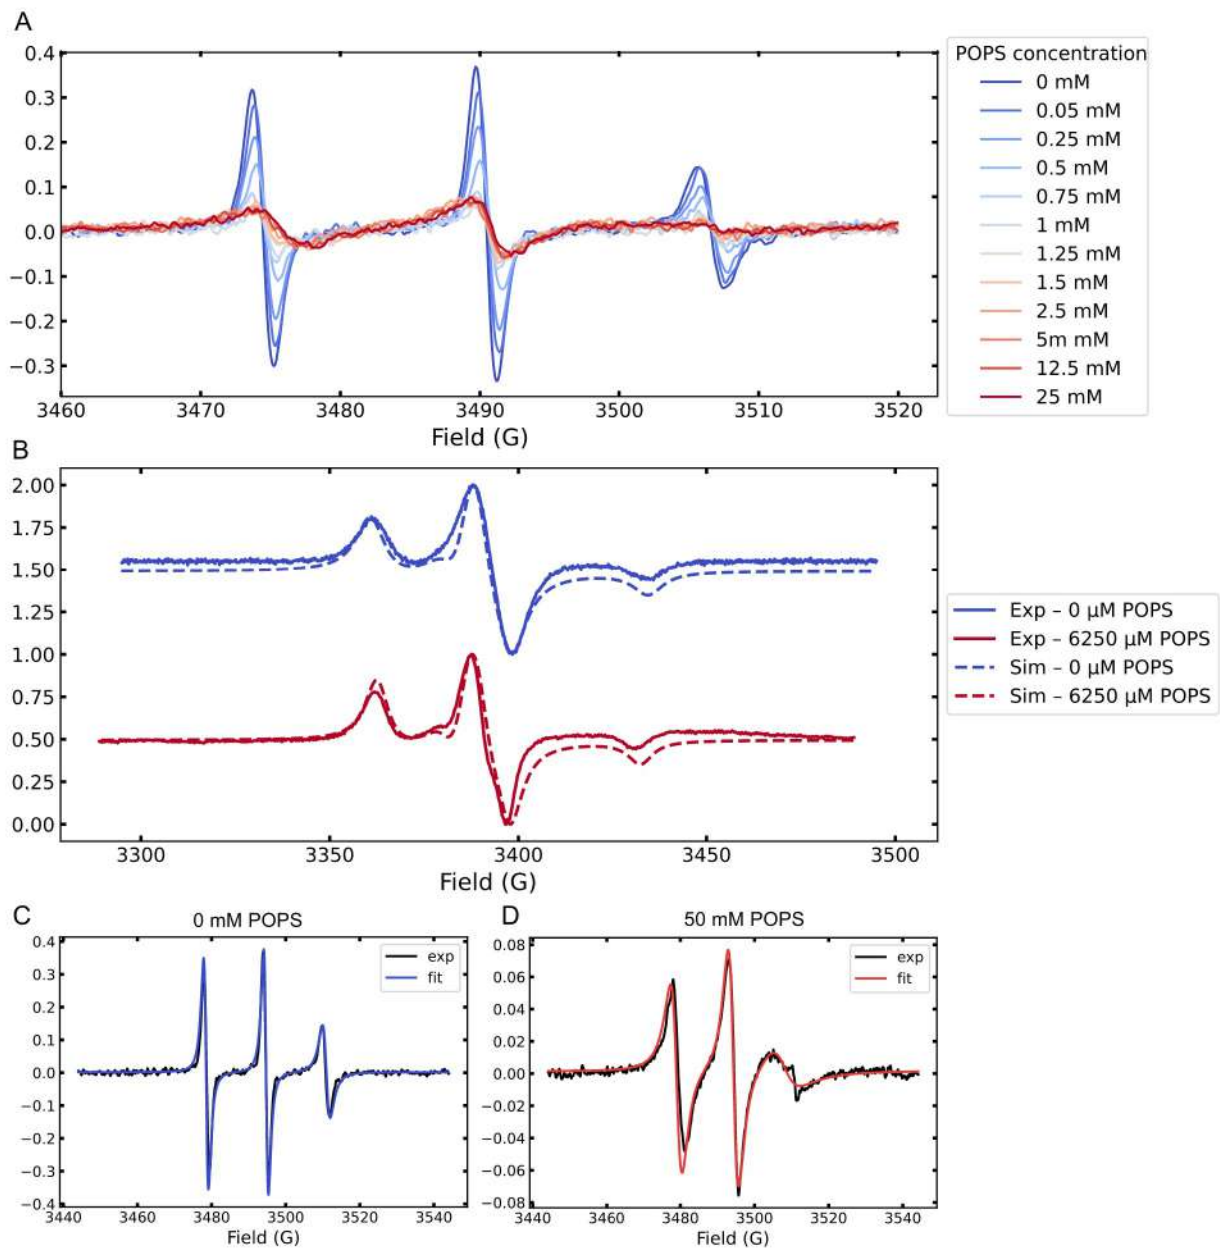 A
0.4
0.3
0.2
0.1
0.0
−0.1
−0.2
−0.3
3460 3470 3480 3490 3500 3510 3520
Field (G)
POPS concentration
0 mM
0.05 mM
0.25 mM
0.5 mM
0.75 mM
1 mM
1.25 mM
1.5 mM
2.5 mM
5m mM
12.5 mM
25 mM
B
2.00
1.75
1.50
1.25
1.00
0.75
0.50
0.25
0.00
3300 3350 3400 3450 3500
Field (G)
Exp – 0 μM POPS
Exp – 6250 μM POPS
Sim – 0 μM POPS
Sim – 6250 μM POPS
C
0 mM POPS
0.4
0.3
0.2
0.1
0.0
−0.1
−0.2
−0.3
−0.4
exp
fit
3440 3460 3480 3500 3520 3540
Field (G)
D
50 mM POPS
0.08
0.06
0.04
0.02
0.00
−0.02
−0.04
−0.06
−0.08
exp
fit
3440 3460 3480 3500 3520 3540
Field (G)